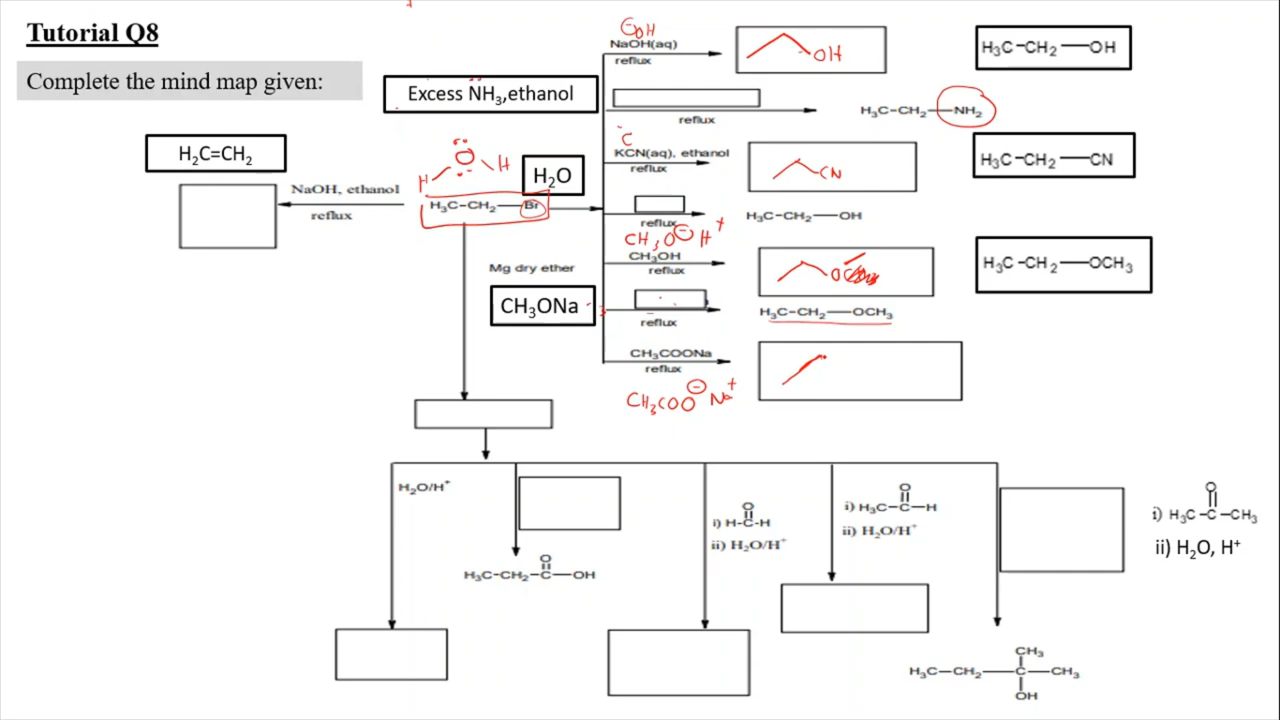 Tutorial Q8
Complete the mind map given:
⊖OH
NaOH(aq)
reflux
OH
H₃C-CH₂—OH
Excess NH₃,ethanol
reflux
H₃C-CH₂—NH₂
H₂C=CH₂
NaOH, ethanol
reflux
H O H
H₂O
H₃C-CH₂—Br
KCN(aq), ethanol
reflux
CN
H₃C-CH₂—CN
reflux
H₃C-CH₂—OH
CH₃O⊖ H⁺
CH₃OH
reflux
H₃C-CH₂—OCH₃
Mg dry ether
CH₃ONa
reflux
H₃C-CH₂—OCH₃
CH₃COONa
reflux
CH₃COO⊖ Na⁺
H₂O/H⁺
O
H₃C-CH₂-C—OH
O
i) H-C-H
ii) H₂O/H⁺
O
i) H₃C-C-H
ii) H₂O/H⁺
O
i) H₃C-C-CH₃
ii) H₂O, H⁺
CH₃
H₃C-CH₂—C—CH₃
OH